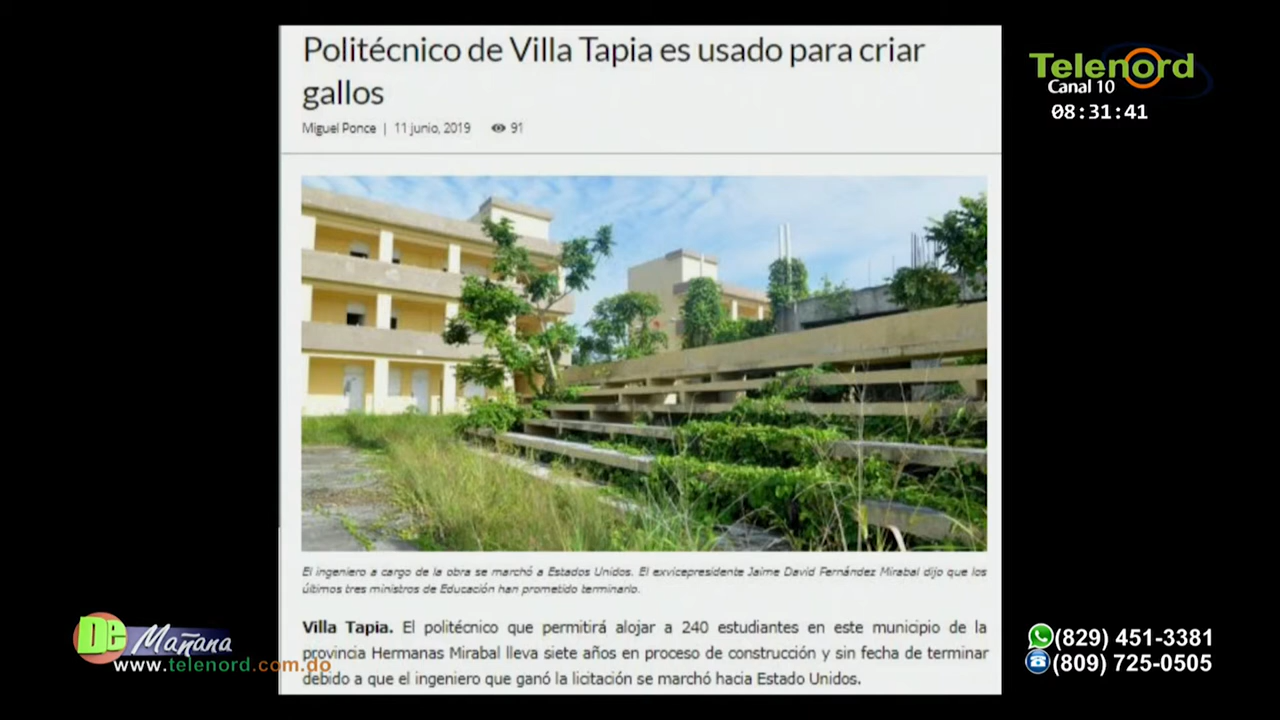 Politécnico de Villa Tapia es usado para criar
gallos
Miguel Ponce | 11 junio, 2019 91
Telenord
Canal 10
08:31:41
El ingeniero a cargo de la obra se marchó a Estados Unidos. El exvicepresidente Jaime David Fernández Mirabal dijo que los
últimos tres ministros de Educación han prometido terminarlo.
Villa Tapia. El politécnico que permitirá alojar a 240 estudiantes en este municipio de la
provincia Hermanas Mirabal lleva siete años en proceso de construcción y sin fecha de terminar
debido a que el ingeniero que ganó la licitación se marchó hacia Estado Unidos.
De Mañana
www.telenord.com.do
(829) 451-3381
(809) 725-0505